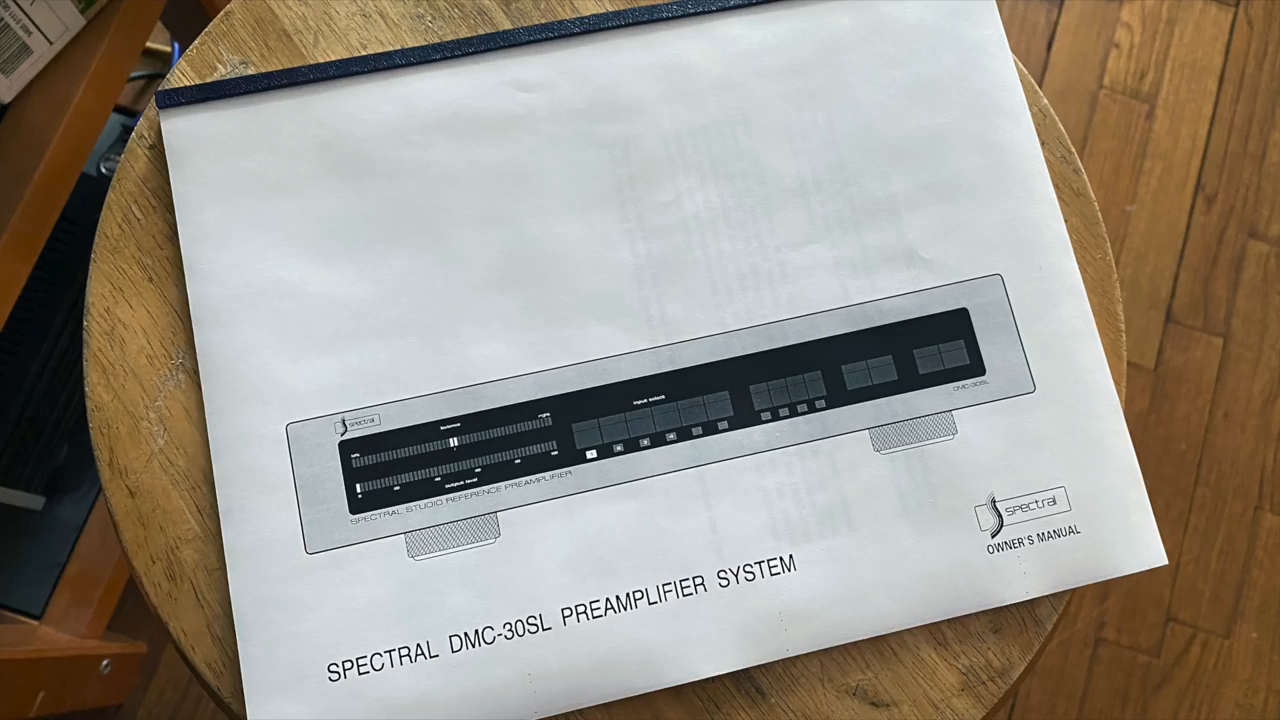 spectral
balance
right
left
input select
output level
DMC-30SL
SPECTRAL STUDIO REFERENCE PREAMPLIFIER
spectral
OWNER'S MANUAL
SPECTRAL DMC-30SL PREAMPLIFIER SYSTEM